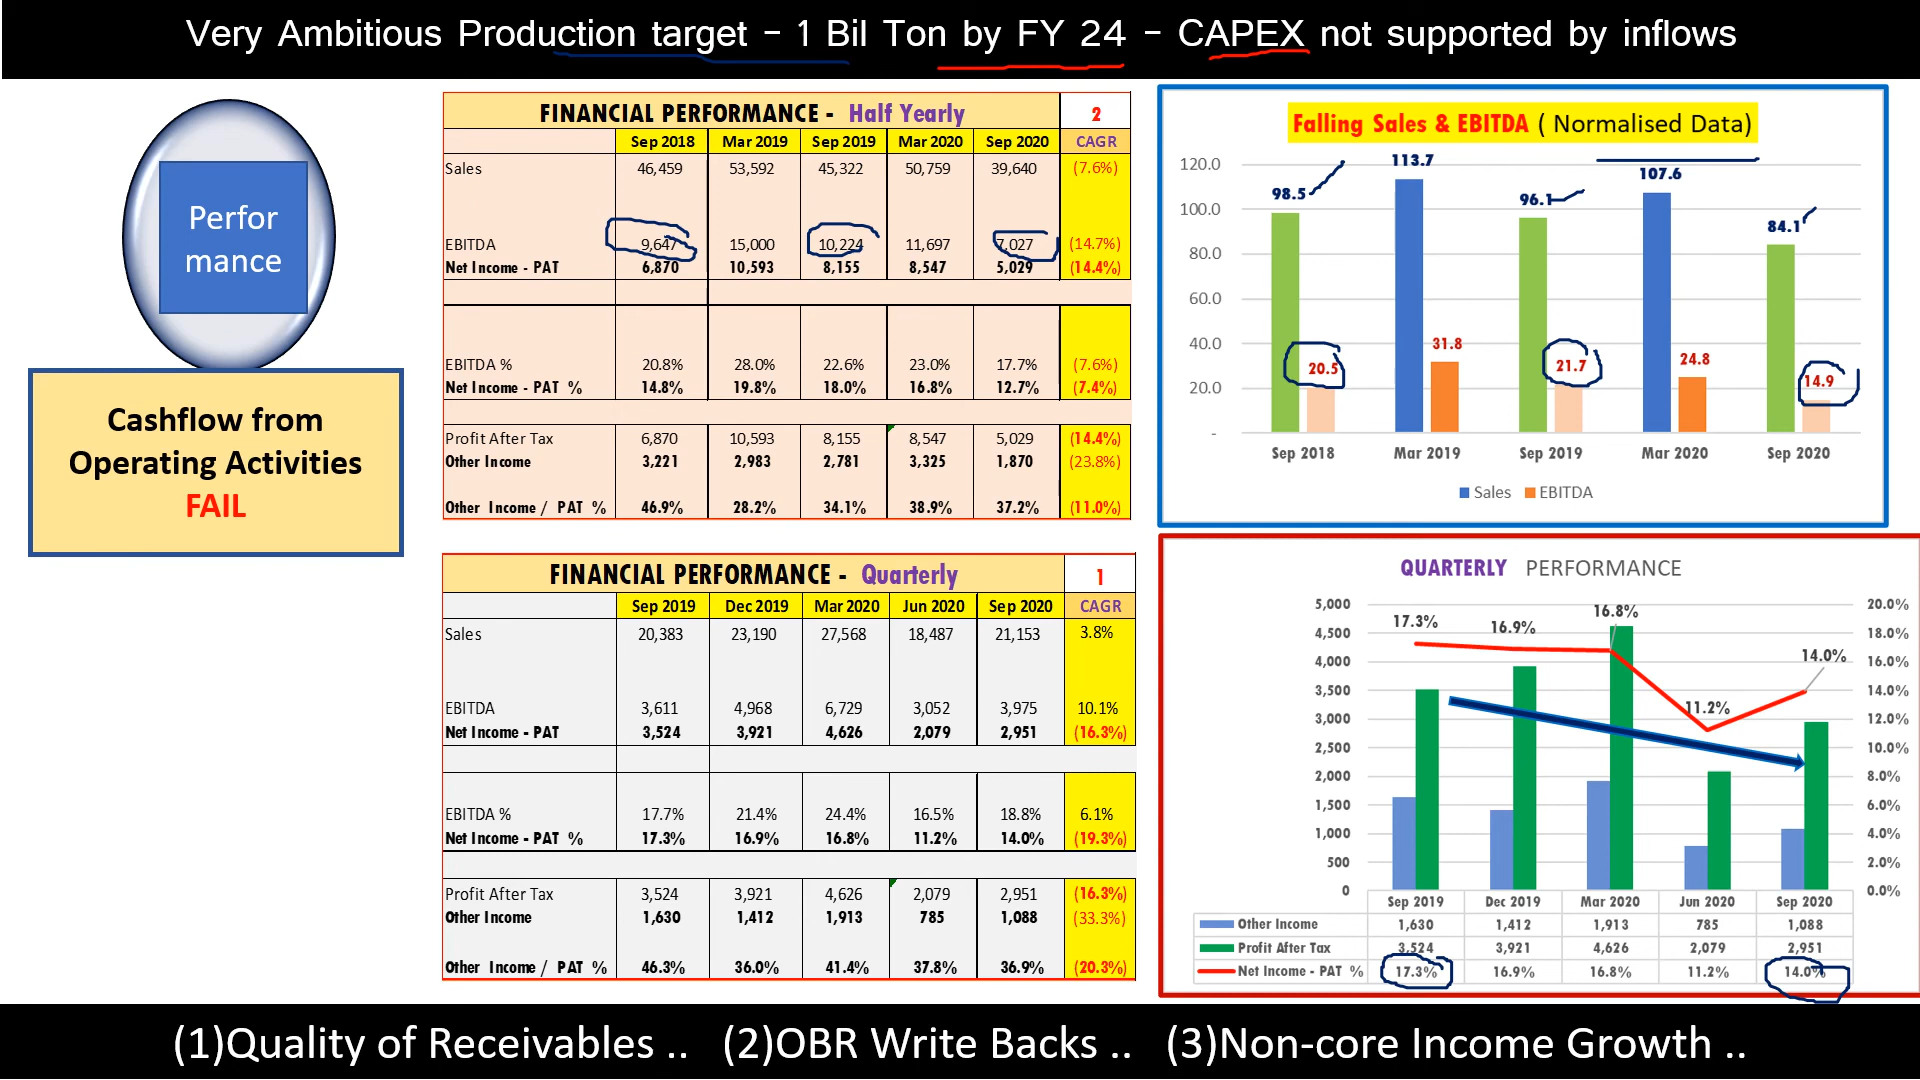 Very Ambitious Production target - 1 Bil Ton by FY 24 - CAPEX not supported by inflows
Perfor
mance
Cashflow from
Operating Activities
FAIL
FINANCIAL PERFORMANCE - Half Yearly 2
Sep 2018 Mar 2019 Sep 2019 Mar 2020 Sep 2020 CAGR
Sales 46,459 53,592 45,322 50,759 39,640 (7.6%)
EBITDA 9,647 15,000 10,224 11,697 7,027 (14.7%)
Net Income - PAT 6,870 10,593 8,155 8,547 5,029 (14.4%)
EBITDA % 20.8% 28.0% 22.6% 23.0% 17.7% (7.6%)
Net Income - PAT % 14.8% 19.8% 18.0% 16.8% 12.7% (7.4%)
Profit After Tax 6,870 10,593 8,155 8,547 5,029 (14.4%)
Other Income 3,221 2,983 2,781 3,325 1,870 (23.8%)
Other Income / PAT % 46.9% 28.2% 34.1% 38.9% 37.2% (11.0%)
Falling Sales & EBITDA ( Normalised Data)
120.0
100.0
80.0
60.0
40.0
20.0
-
98.5 113.7 96.1 107.6 84.1
20.5 31.8 21.7 24.8 14.9
Sep 2018 Mar 2019 Sep 2019 Mar 2020 Sep 2020
Sales EBITDA
FINANCIAL PERFORMANCE - Quarterly 1
Sep 2019 Dec 2019 Mar 2020 Jun 2020 Sep 2020 CAGR
Sales 20,383 23,190 27,568 18,487 21,153 3.8%
EBITDA 3,611 4,968 6,729 3,052 3,975 10.1%
Net Income - PAT 3,524 3,921 4,626 2,079 2,951 (16.3%)
EBITDA % 17.7% 21.4% 24.4% 16.5% 18.8% 6.1%
Net Income - PAT % 17.3% 16.9% 16.8% 11.2% 14.0% (19.3%)
Profit After Tax 3,524 3,921 4,626 2,079 2,951 (16.3%)
Other Income 1,630 1,412 1,913 785 1,088 (33.3%)
Other Income / PAT % 46.3% 36.0% 41.4% 37.8% 36.9% (20.3%)
QUARTERLY PERFORMANCE
5,000 20.0%
4,500 18.0%
4,000 16.0%
3,500 14.0%
3,000 12.0%
2,500 10.0%
2,000 8.0%
1,500 6.0%
1,000 4.0%
500 2.0%
0 0.0%
17.3% 16.9% 16.8% 11.2% 14.0%
Sep 2019 Dec 2019 Mar 2020 Jun 2020 Sep 2020
Other Income 1,630 1,412 1,913 785 1,088
Profit After Tax 3,524 3,921 4,626 2,079 2,951
Net Income - PAT % 17.3% 16.9% 16.8% 11.2% 14.0%
(1)Quality of Receivables .. (2)OBR Write Backs .. (3)Non-core Income Growth ..